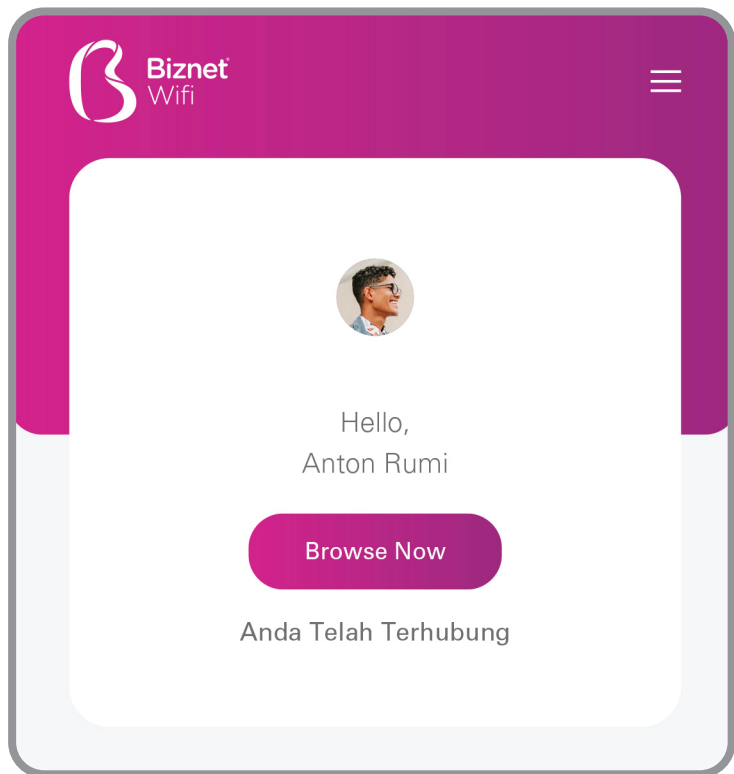 Biznet
Wifi
Hello,
Anton Rumi
Browse Now
Anda Telah Terhubung